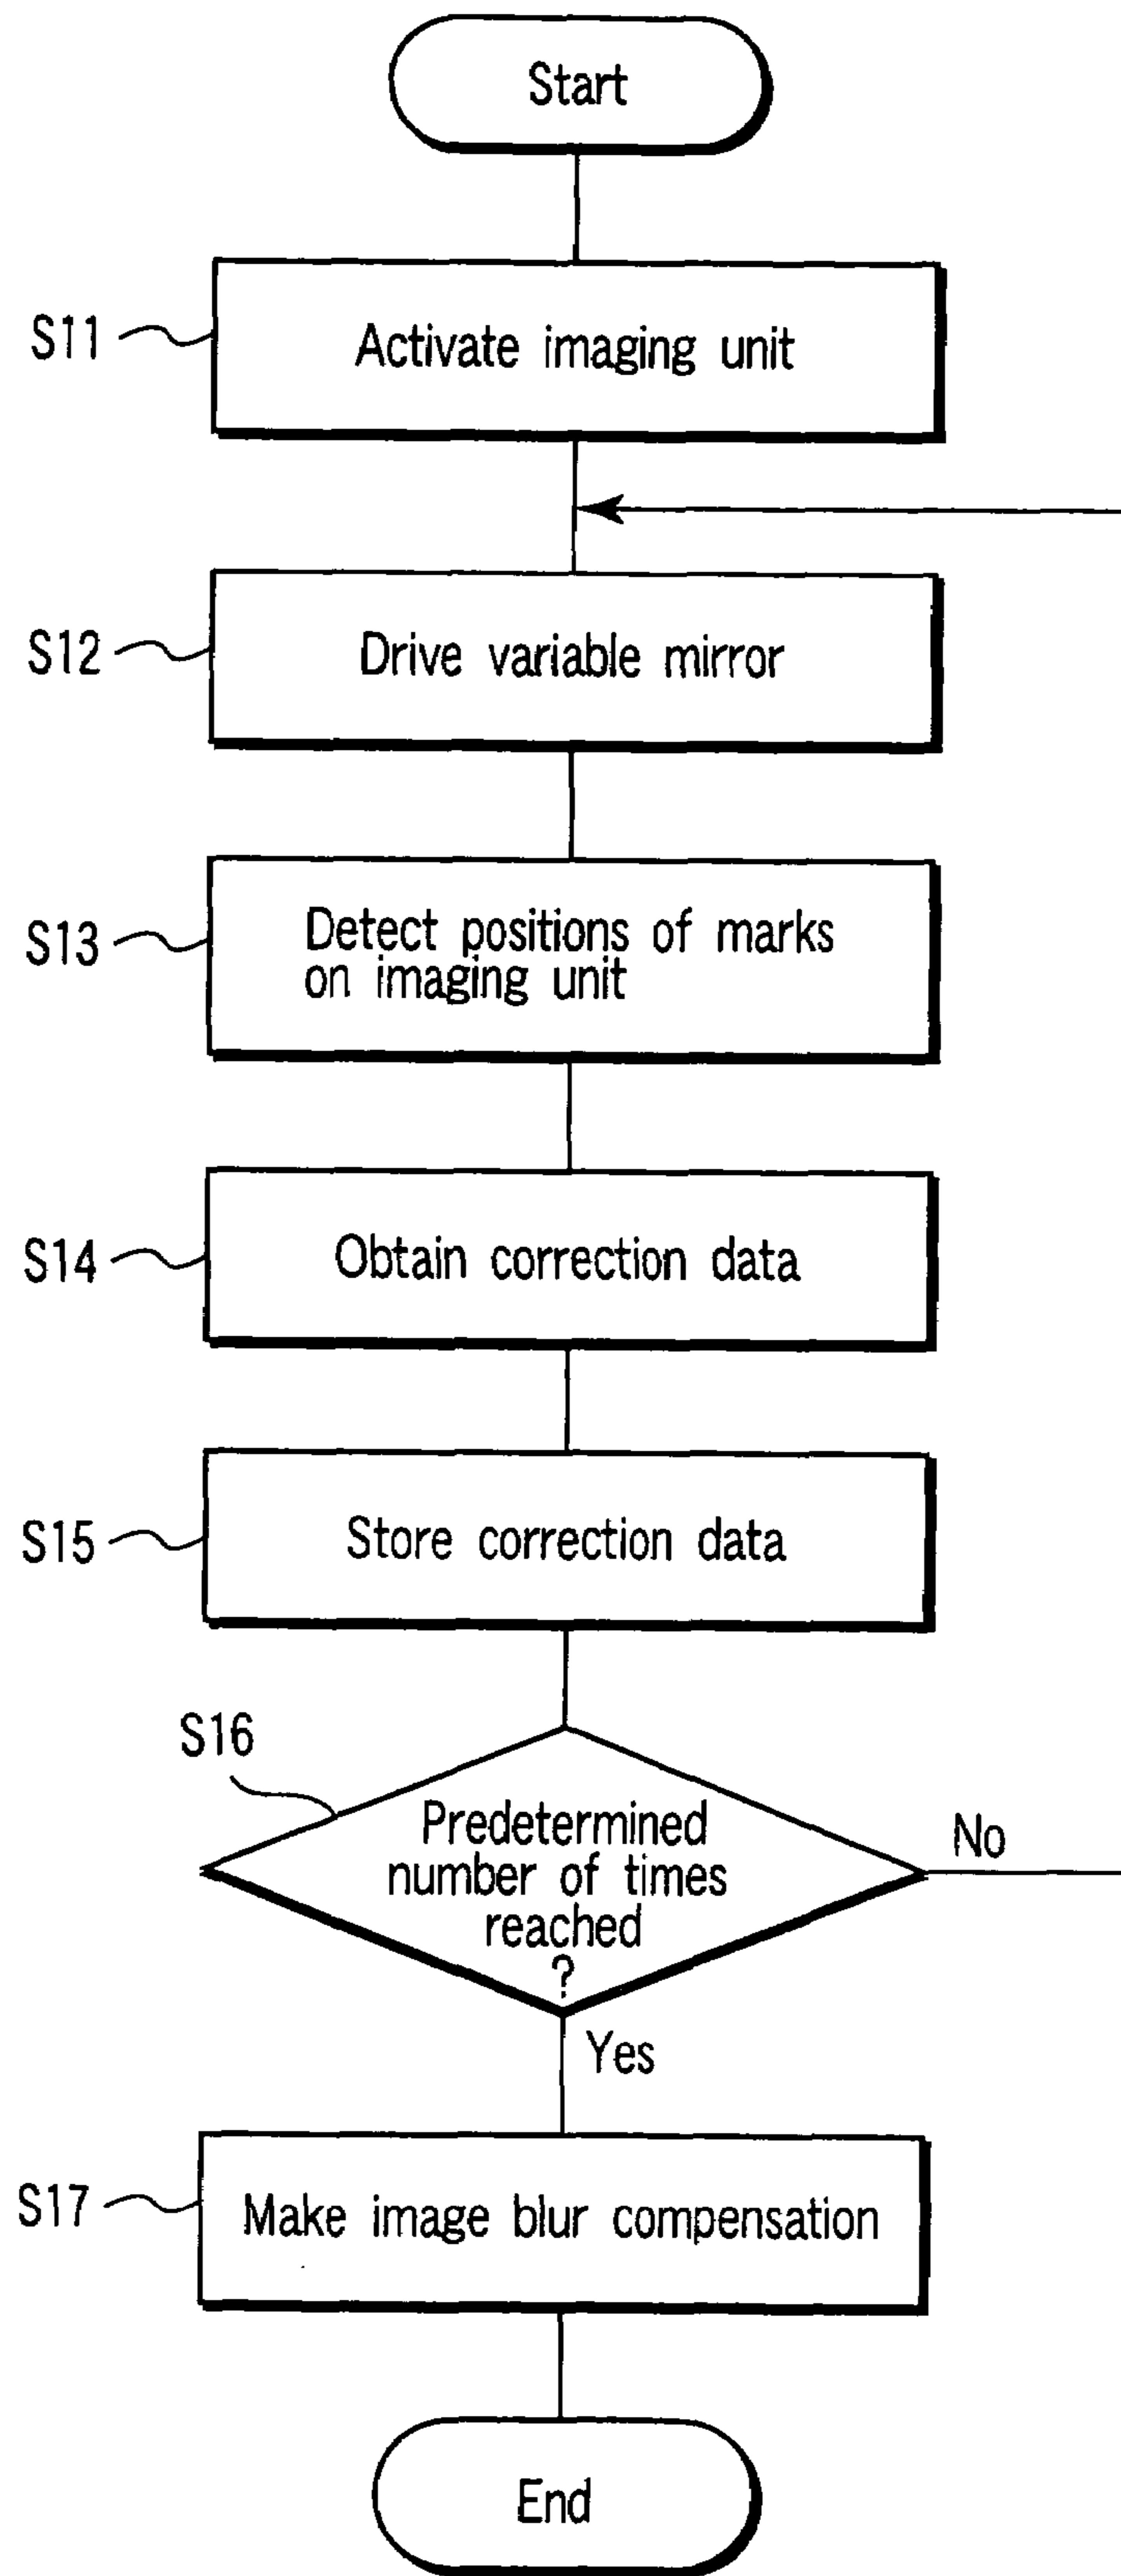 Start
S11
Activate imaging unit
S12
Drive variable mirror
S13
Detect positions of marks
on imaging unit
S14
Obtain correction data
S15
Store correction data
S16
Predetermined
number of times
reached
?
No
Yes
S17
Make image blur compensation
End